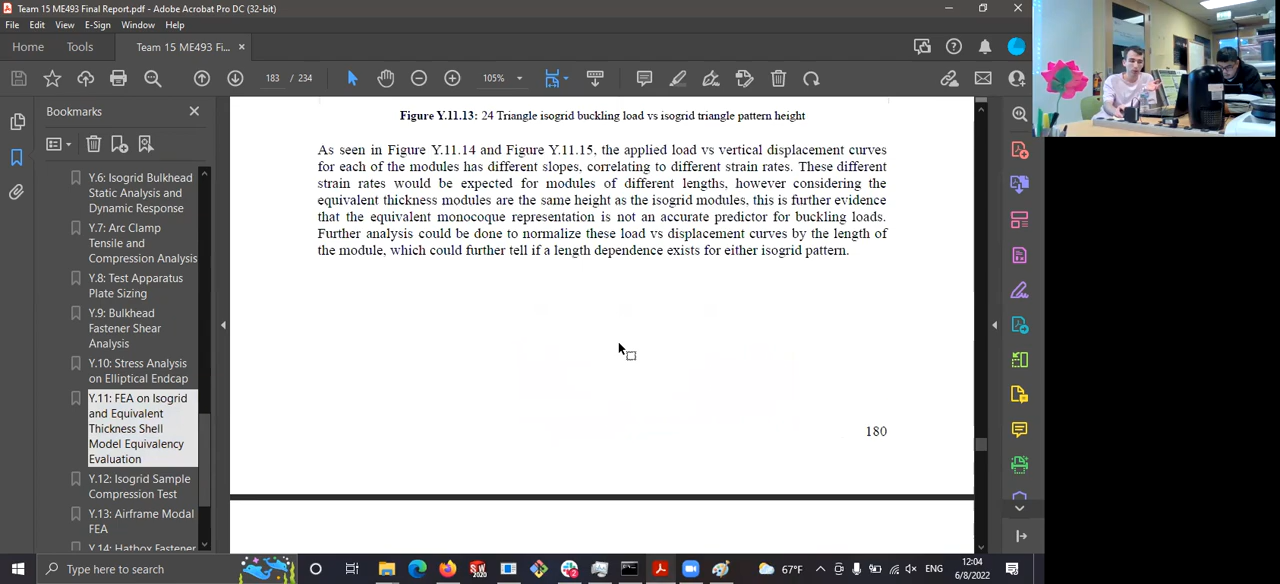 Team 15 ME493 Final Report.pdf - Adobe Acrobat Pro DC (32-bit)
File Edit View E-Sign Window Help
Home Tools Team 15 ME493 Fi... ×
183 / 234 105%
Bookmarks
Y.6: Isogrid Bulkhead
Static Analysis and
Dynamic Response
Y.7: Arc Clamp
Tensile and
Compression Analysis
Y.8: Test Apparatus
Plate Sizing
Y.9: Bulkhead
Fastener Shear
Analysis
Y.10: Stress Analysis
on Elliptical Endcap
Y.11: FEA on Isogrid
and Equivalent
Thickness Shell
Model Equivalency
Evaluation
Y.12: Isogrid Sample
Compression Test
Y.13: Airframe Modal
FEA
Y.14: Hatbox Fastener
Figure Y.11.13: 24 Triangle isogrid buckling load vs isogrid triangle pattern height
As seen in Figure Y.11.14 and Figure Y.11.15, the applied load vs vertical displacement curves
for each of the modules has different slopes, correlating to different strain rates. These different
strain rates would be expected for modules of different lengths, however considering the
equivalent thickness modules are the same height as the isogrid modules, this is further evidence
that the equivalent monocoque representation is not an accurate predictor for buckling loads.
Further analysis could be done to normalize these load vs displacement curves by the length of
the module, which could further tell if a length dependence exists for either isogrid pattern.
180
Type here to search
67°F ENG
12:04
6/8/2022